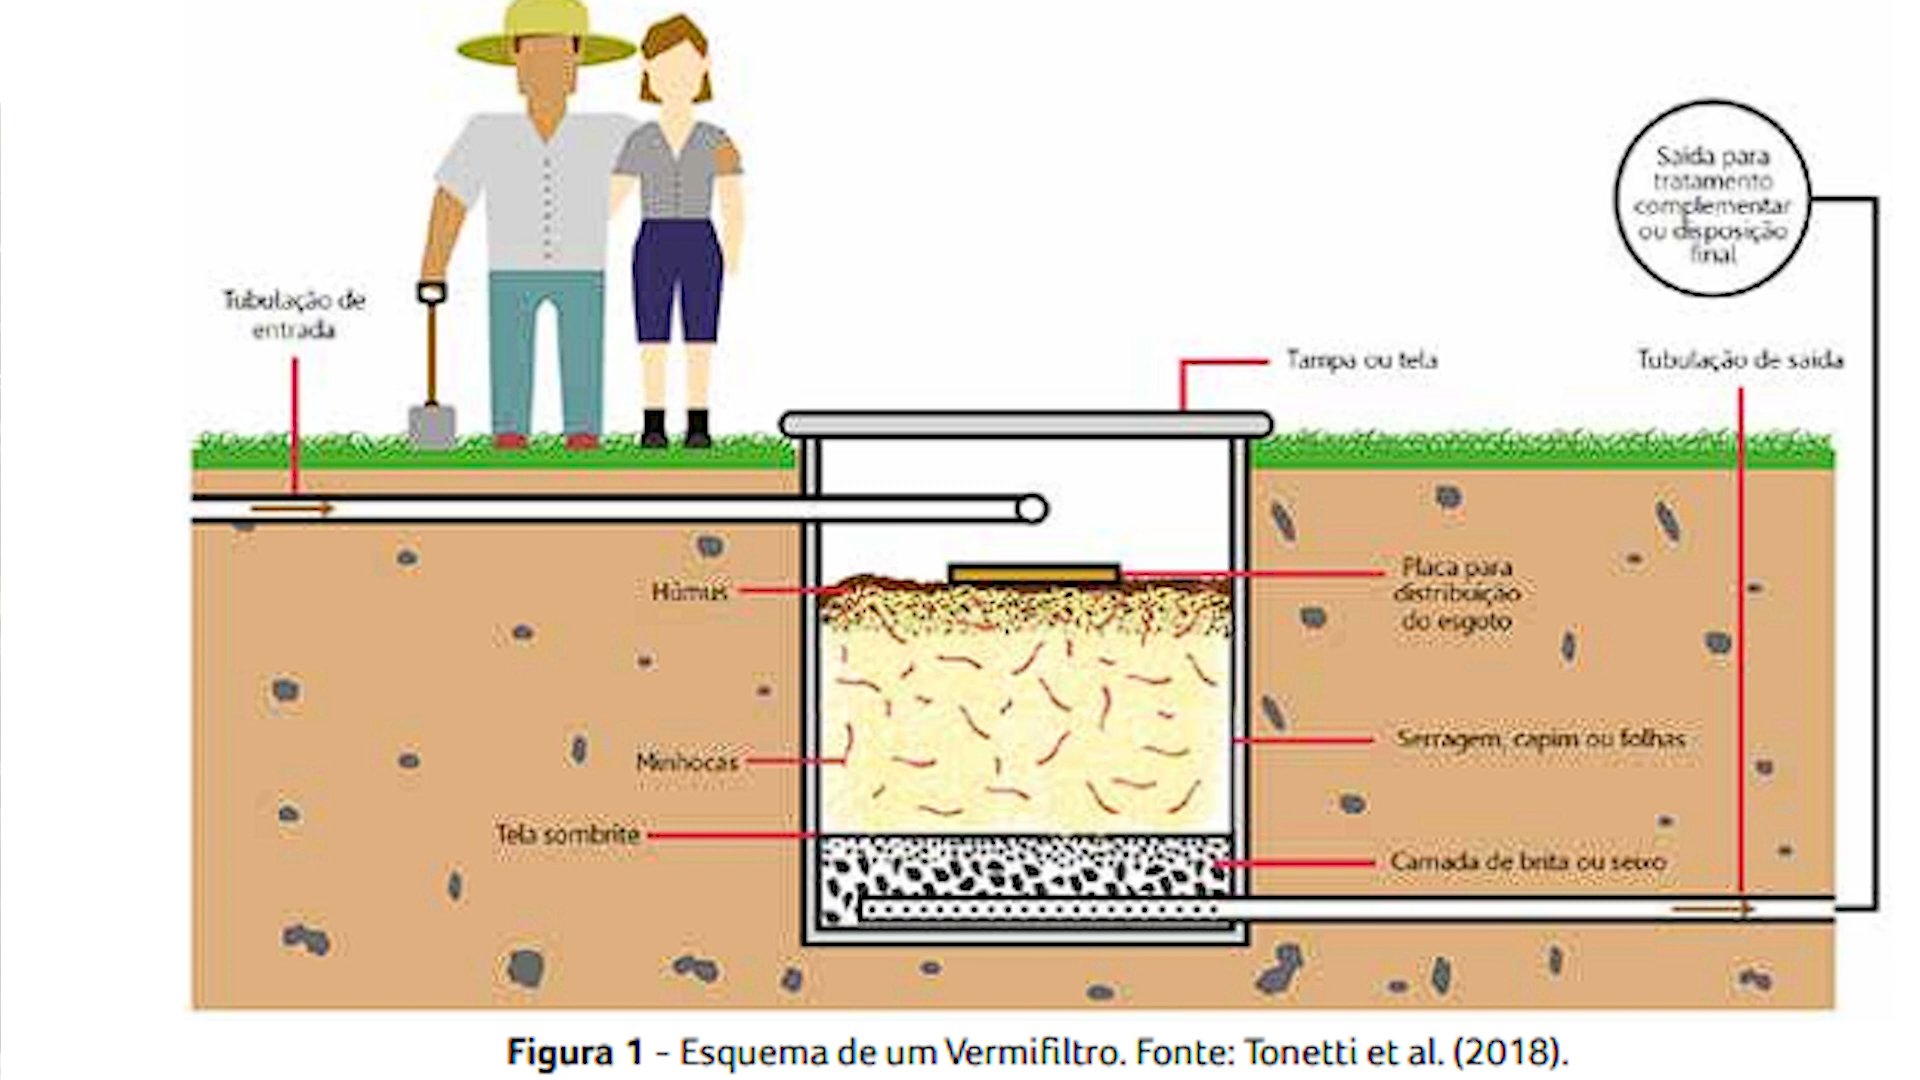 Saída para
tratamento
complementar
ou disposição
final
Tubulação de
entrada
Tampa ou tela
Tubulação de saída
Húmus
Placa para
distribuição
do esgoto
Minhocas
Serragem, capim ou folhas
Tela sombrite
Camada de brita ou seixo
Figura 1 - Esquema de um Vermifiltro. Fonte: Tonetti et al. (2018).